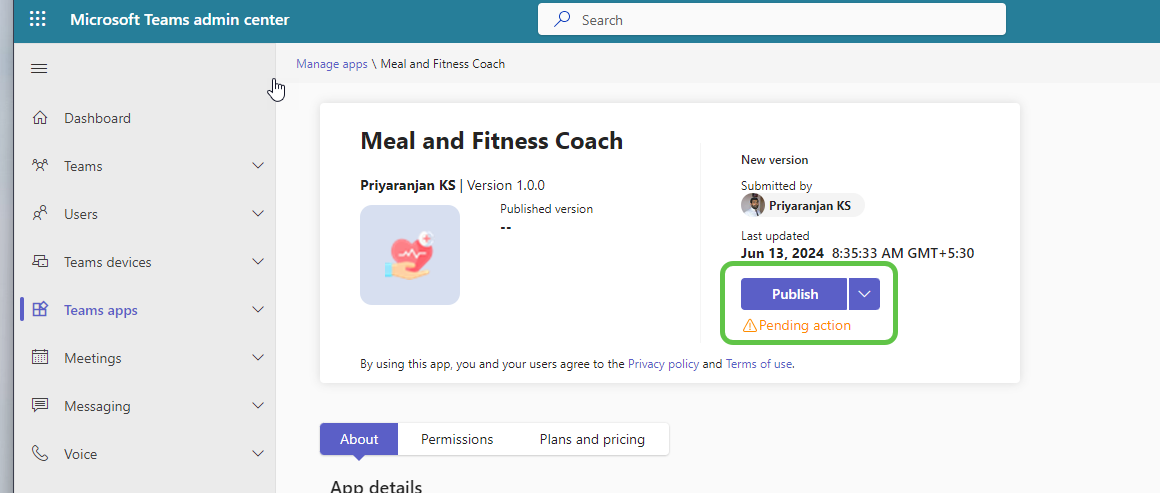 Microsoft Teams admin center
Search
Manage apps \ Meal and Fitness Coach
Dashboard
Teams
Users
Teams devices
Teams apps
Meetings
Messaging
Voice
Meal and Fitness Coach
Priyaranjan KS | Version 1.0.0
Published version
--
New version
Submitted by
Priyaranjan KS
Last updated
Jun 13, 2024 8:35:33 AM GMT+5:30
Publish
Pending action
By using this app, you and your users agree to the Privacy policy and Terms of use.
About
Permissions
Plans and pricing
App details